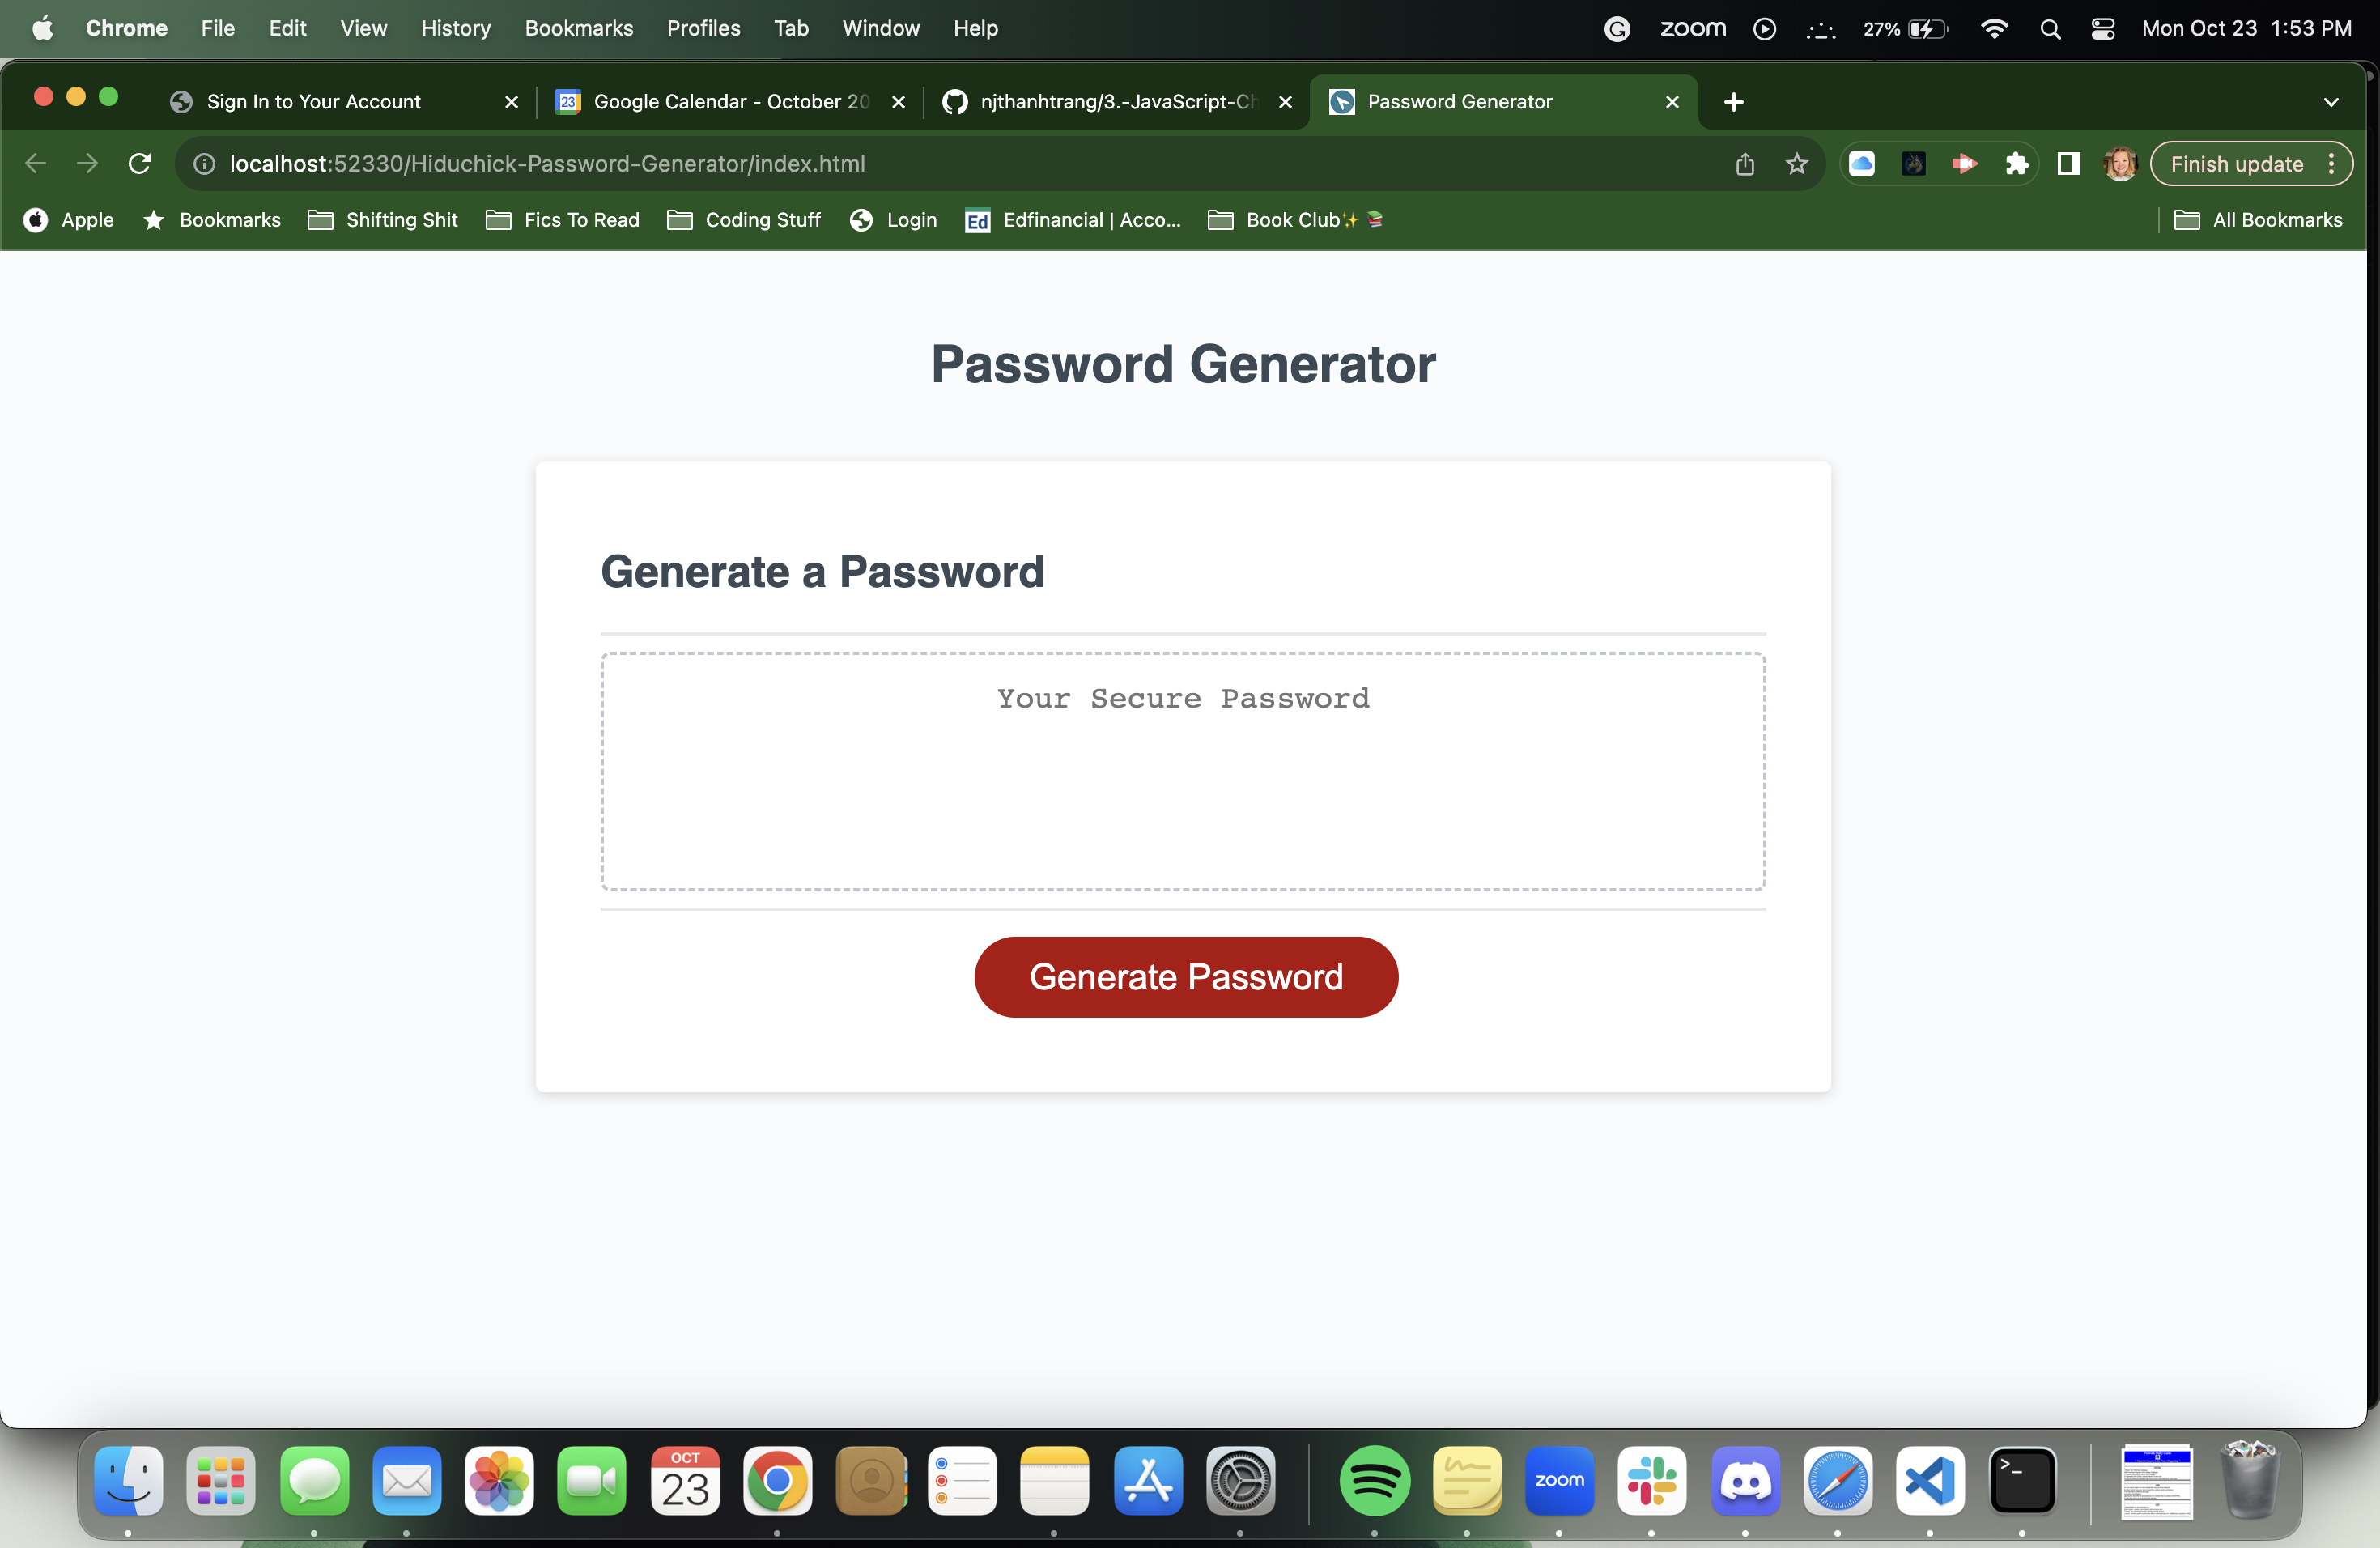 Chrome File Edit View History Bookmarks Profiles Tab Window Help zoom 27% Mon Oct 23 1:53 PM
Sign In to Your Account 23 Google Calendar - October 20 njthanhtrang/3.-JavaScript-Ch Password Generator
localhost:52330/Hiduchick-Password-Generator/index.html Finish update
Apple Bookmarks Shifting Shit Fics To Read Coding Stuff Login Ed Edfinancial | Acco... Book Club✨📚 All Bookmarks
Password Generator
Generate a Password
Your Secure Password
Generate Password
OCT
23
zoom
>_